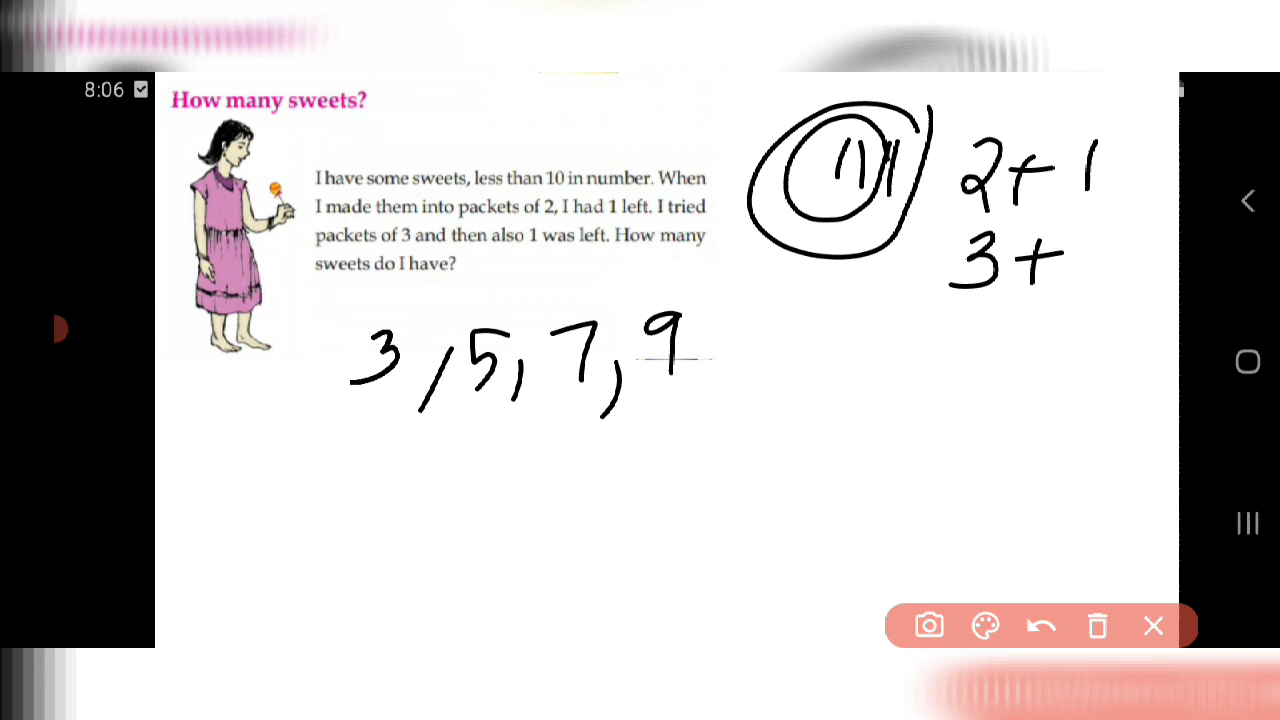 8:06
How many sweets?
I have some sweets, less than 10 in number. When
I made them into packets of 2, I had 1 left. I tried
packets of 3 and then also 1 was left. How many
sweets do I have?
2+1
3+
3,5,7,9